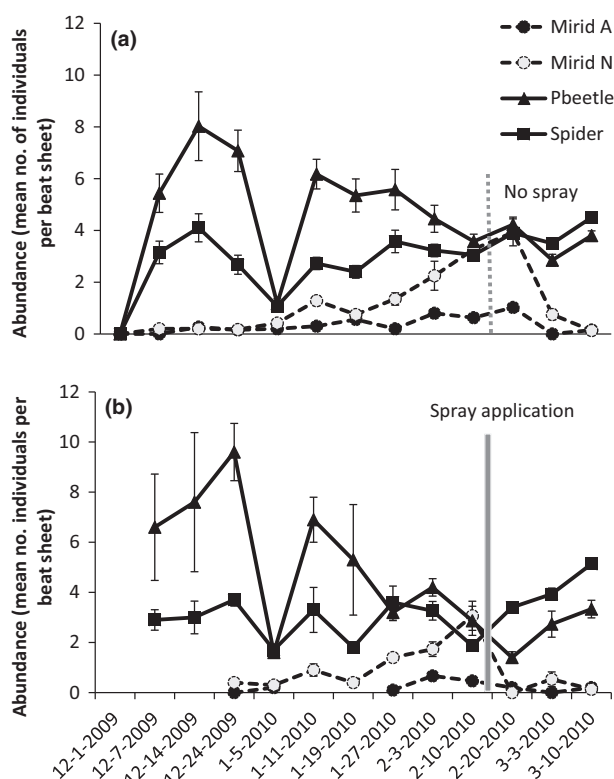 Abundance (mean no. of individuals
per beat sheet)
12
10
8
6
4
2
0
(a)
Mirid A
Mirid N
Pbeetle
Spider
No spray
Abundance (mean no. individuals per
beat sheet)
12
10
8
6
4
2
0
(b)
Spray application
12-1-2009
12-7-2009
12-14-2009
12-24-2009
1-5-2010
1-11-2010
1-19-2010
1-27-2010
2-3-2010
2-10-2010
2-20-2010
3-3-2010
3-10-2010